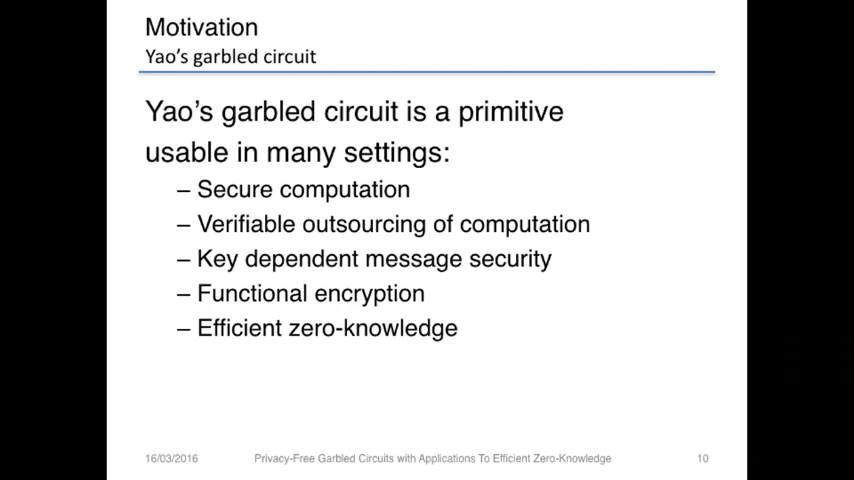 Motivation
Yao’s garbled circuit
Yao’s garbled circuit is a primitive
usable in many settings:
– Secure computation
– Verifiable outsourcing of computation
– Key dependent message security
– Functional encryption
– Efficient zero-knowledge
16/03/2016 Privacy-Free Garbled Circuits with Applications To Efficient Zero-Knowledge 10